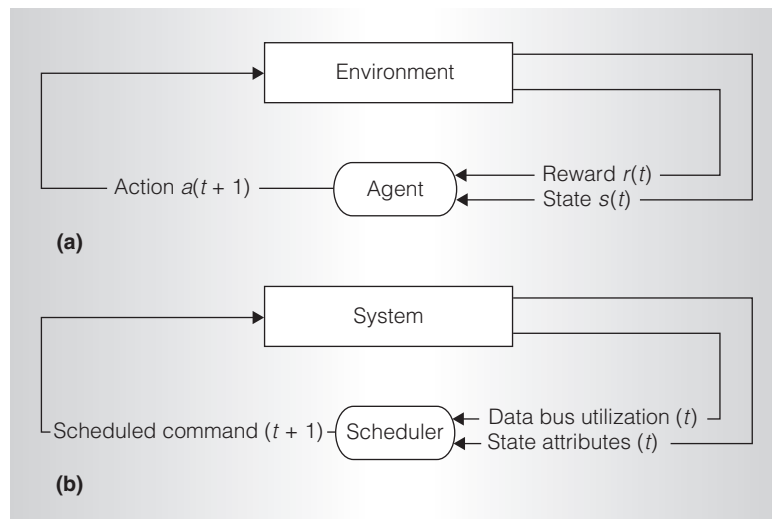 Environment
Action a(t + 1)
Agent
Reward r(t)
State s(t)
(a)
System
Scheduled command (t + 1)
Scheduler
Data bus utilization (t)
State attributes (t)
(b)